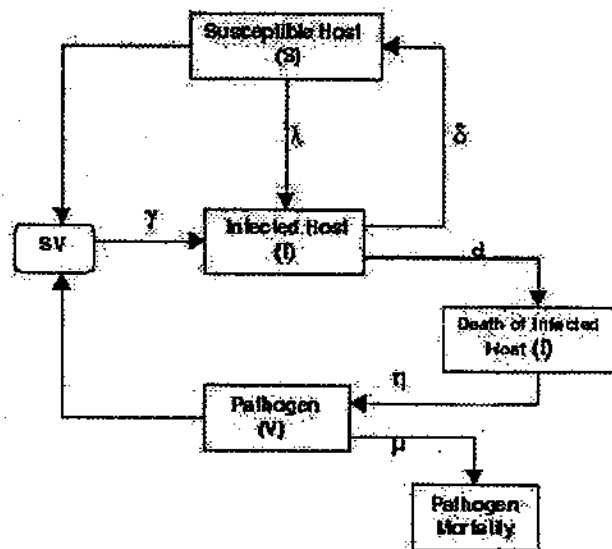 Susceptible Host
(S)
λ
δ
γ
SV
Infected Host
(I)
d
Death of Infected
Host (I)
η
Pathogen
(V)
μ
Pathogen
Mortality